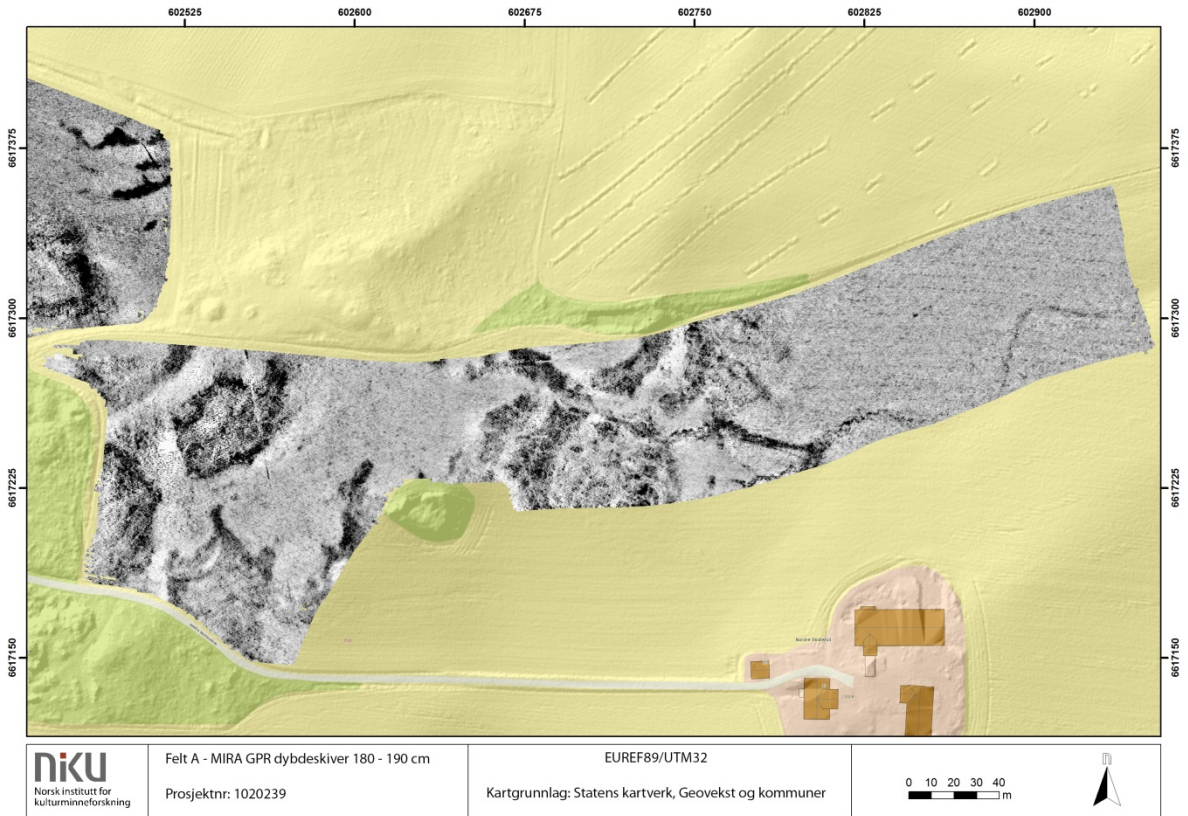 602525 602600 602675 602750 602825 602900
6617375 6617375
6617300 6617300
6617225 6617225
6617150 6617150
niku
Norsk institutt for
kulturminneforskning
Felt A - MIRA GPR dybdeskiver 180 - 190 cm
Prosjektnr: 1020239
EUREF89/UTM32
Kartgrunnlag: Statens kartverk, Geovekst og kommuner
0 10 20 30 40
m
n